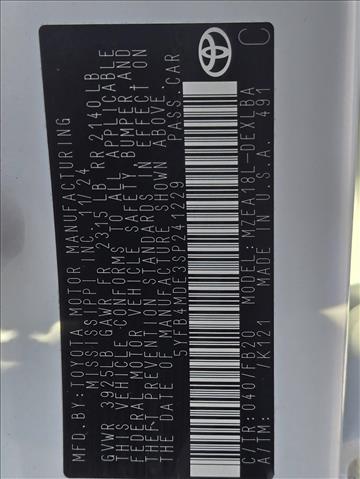 MFD. BY: TOYOTA MOTOR MANUFACTURING
MISSISSIPPI INC. 11/24
GVWR 3925LB GAWR FR 2315 LB RR 2140 LB
THIS VEHICLE CONFORMS TO ALL APPLICABLE
FEDERAL MOTOR VEHICLE SAFETY, BUMPER, AND
THEFT PREVENTION STANDARDS IN EFFECT ON
THE DATE OF MANUFACTURE SHOWN ABOVE.
5YFB4MDE3SP241229 PASS. CAR
C/TR: 040/FB20 MODEL: MZEA18L-DEXLBA
A/TM: /K121 U.S.A. 491
TOYOTA
C